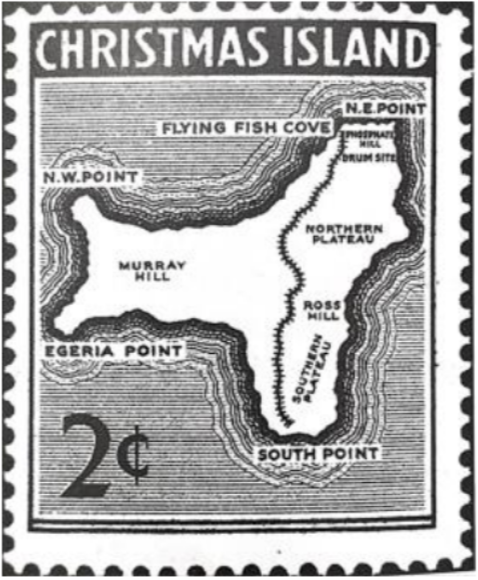 CHRISTMAS ISLAND
N.E. POINT
FLYING FISH COVE
PHOSPHATE
HILL
DRUM SITE
N.W. POINT
NORTHERN
PLATEAU
MURRAY
HILL
ROSS
HILL
EGERIA POINT
SOUTHERN
PLATEAU
2¢
SOUTH POINT